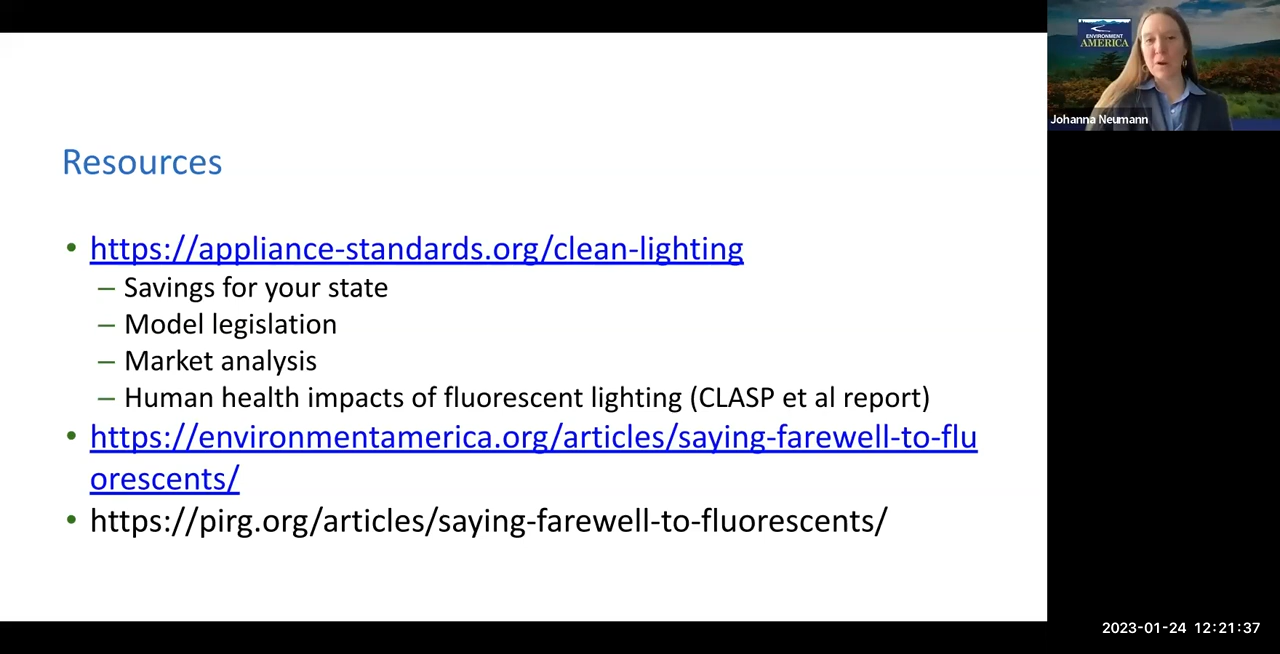 ENVIRONMENT
AMERICA
Johanna Neumann
Resources
• https://appliance-standards.org/clean-lighting
– Savings for your state
– Model legislation
– Market analysis
– Human health impacts of fluorescent lighting (CLASP et al report)
• https://environmentamerica.org/articles/saying-farewell-to-flu
orescents/
• https://pirg.org/articles/saying-farewell-to-fluorescents/
2023-01-24 12:21:37